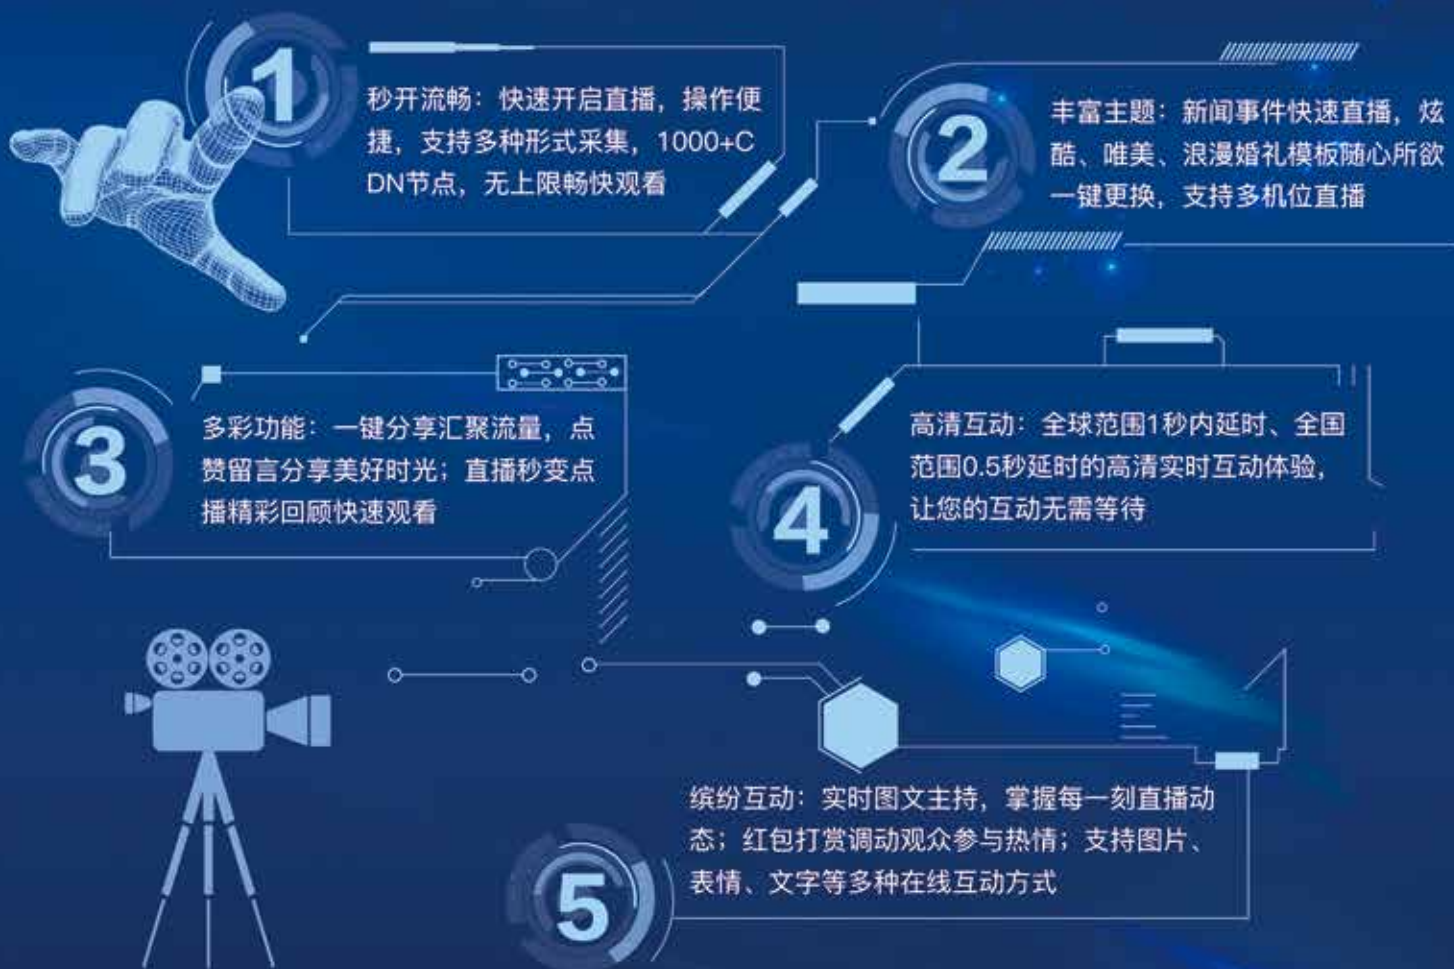 1
秒开流畅：快速开启直播，操作便
捷，支持多种形式采集，1000+C
DN节点，无上限畅快观看
2
丰富主题：新闻事件快速直播，炫
酷、唯美、浪漫婚礼模板随心所欲
一键更换，支持多机位直播
3
多彩功能：一键分享汇聚流量，点
赞留言分享美好时光；直播秒变点
播精彩回顾快速观看
4
高清互动：全球范围1秒内延时、全国
范围0.5秒延时的高清实时互动体验，
让您的互动无需等待
5
缤纷互动：实时图文主持，掌握每一刻直播动
态；红包打赏调动观众参与热情；支持图片、
表情、文字等多种在线互动方式